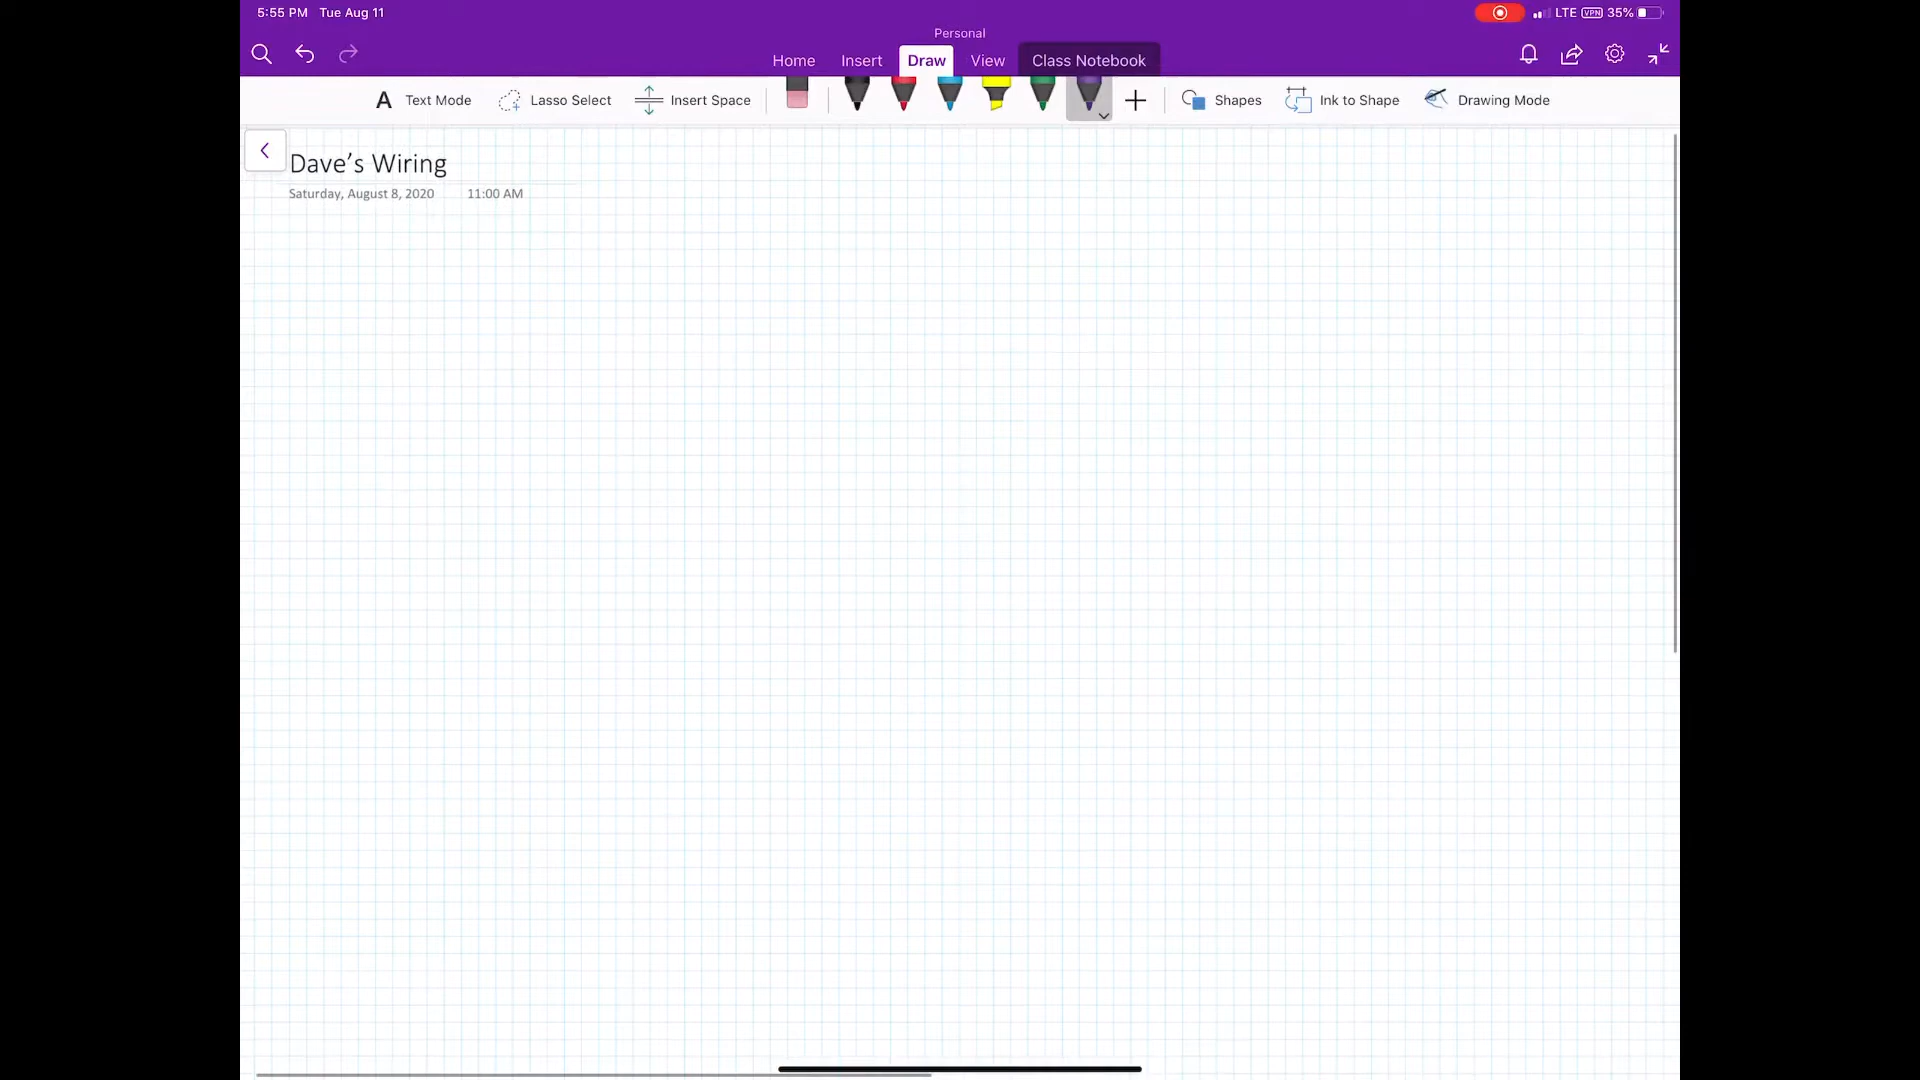 5:55 PM Tue Aug 11
LTE VPN 35%
Personal
Home Insert Draw View Class Notebook
A Text Mode Lasso Select Insert Space Shapes Ink to Shape Drawing Mode
Dave’s Wiring
Saturday, August 8, 2020 11:00 AM